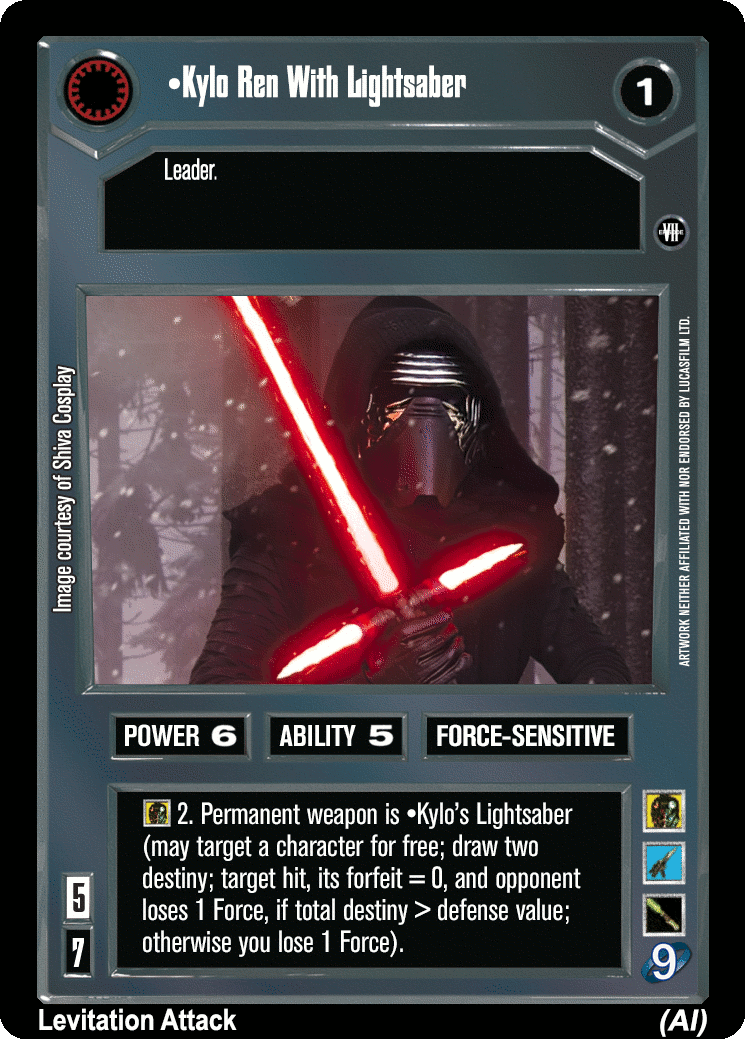 •Kylo Ren With Lightsaber
1
Leader.
EPISODE
VII
Image courtesy of Shiva Cosplay
ARTWORK NEITHER AFFILIATED WITH NOR ENDORSED BY LUCASFILM LTD.
POWER 6
ABILITY 5
FORCE-SENSITIVE
2. Permanent weapon is •Kylo's Lightsaber
(may target a character for free; draw two
destiny; target hit, its forfeit = 0, and opponent
loses 1 Force, if total destiny > defense value;
otherwise you lose 1 Force).
5
7
9
Levitation Attack
(AI)